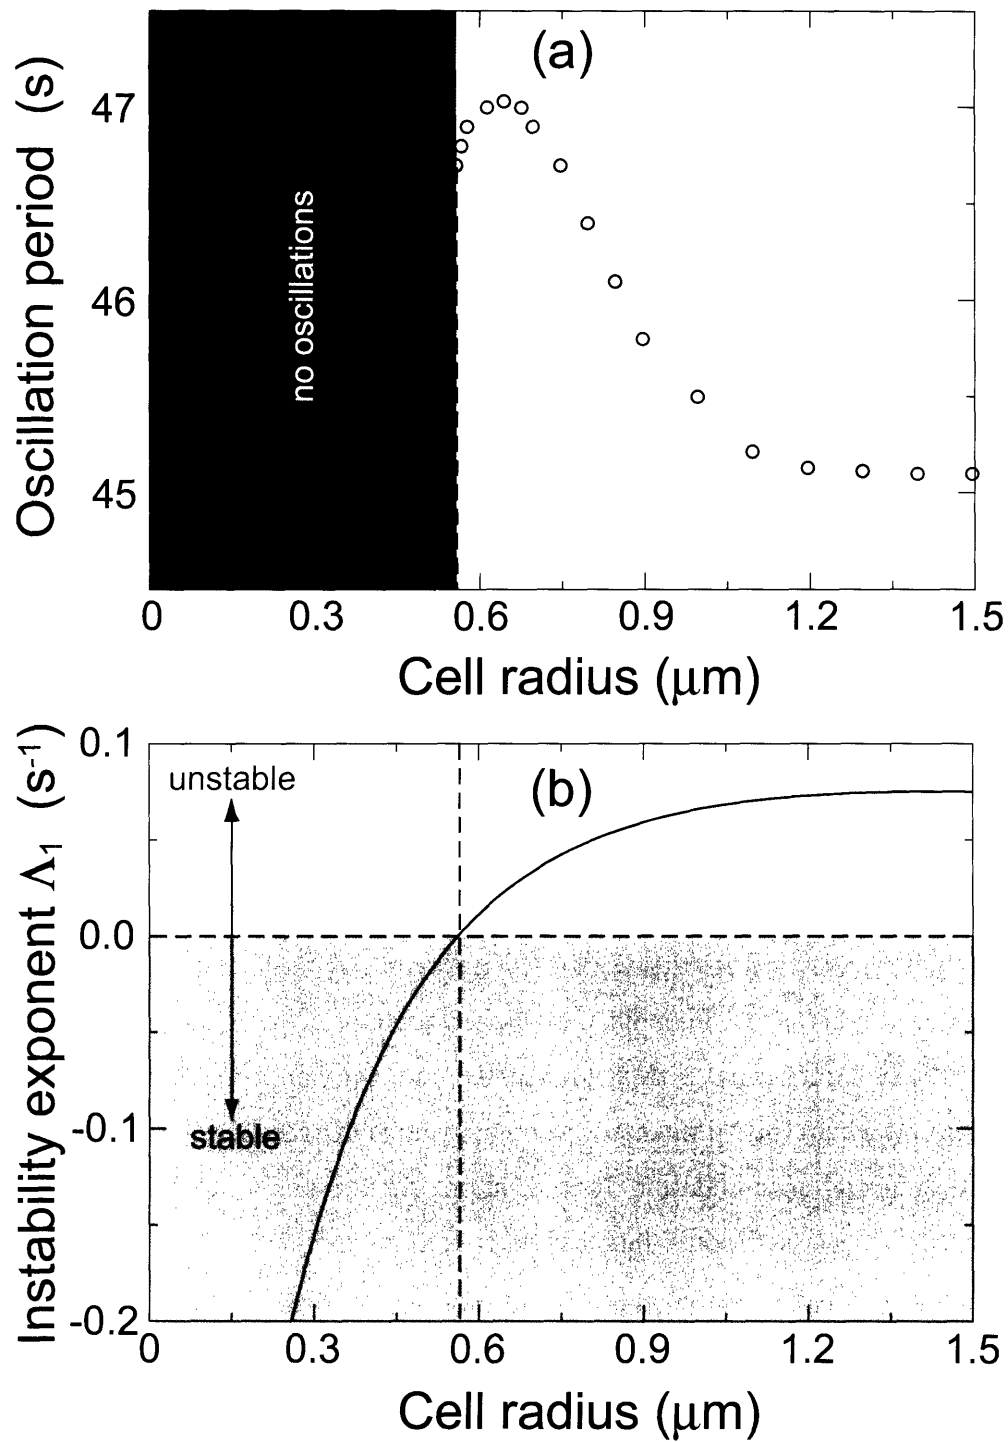 (a)
Oscillation period (s)
47
46
45
no oscillations
0 0.3 0.6 0.9 1.2 1.5
Cell radius (μm)
(b)
Instability exponent Λ₁ (s⁻¹)
0.1
0.0
-0.1
-0.2
unstable
stable
0 0.3 0.6 0.9 1.2 1.5
Cell radius (μm)